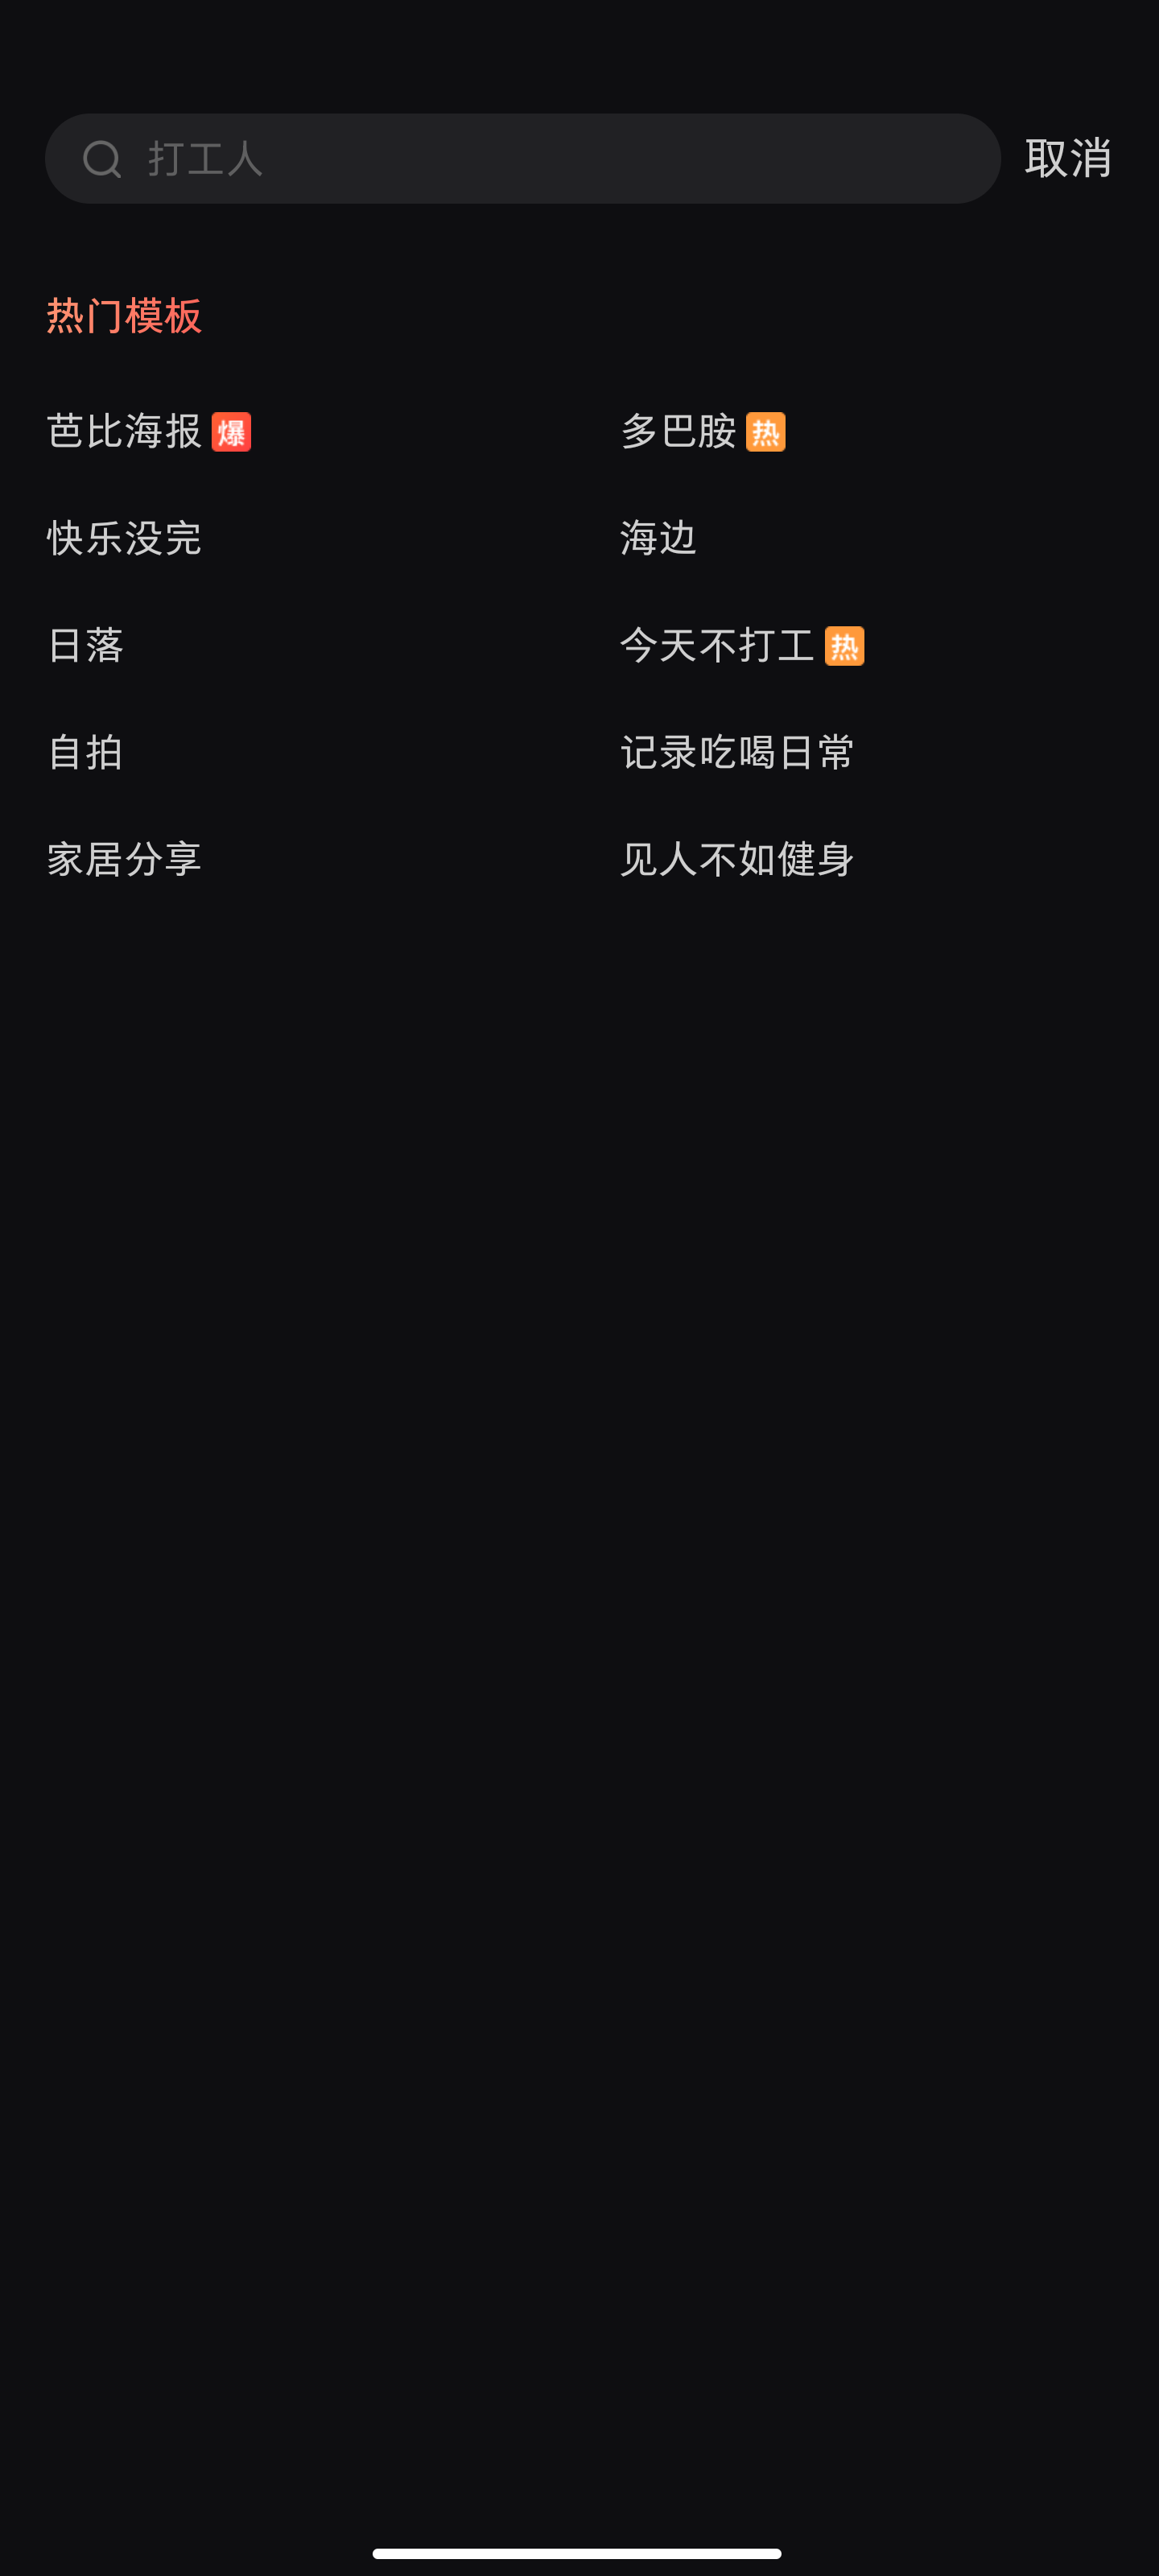 打工人 取消
热门模板
芭比海报 爆 多巴胺 热
快乐没完 海边
日落 今天不打工 热
自拍 记录吃喝日常
家居分享 见人不如健身